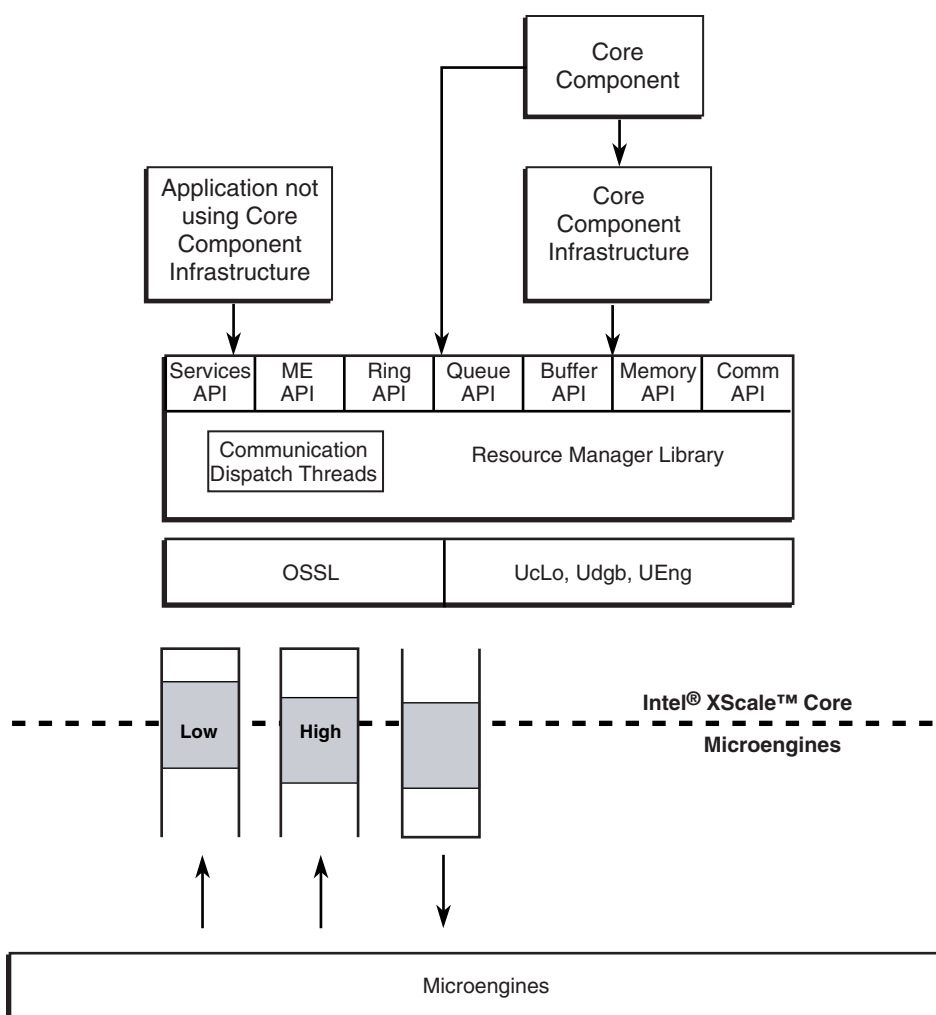 Core
Component
Application not
using Core
Component
Infrastructure
Core
Component
Infrastructure
Services
API
ME
API
Ring
API
Queue
API
Buffer
API
Memory
API
Comm
API
Communication
Dispatch Threads
Resource Manager Library
OSSL
UcLo, Udgb, UEng
Intel® XScale™ Core
Low
High
Microengines
Microengines